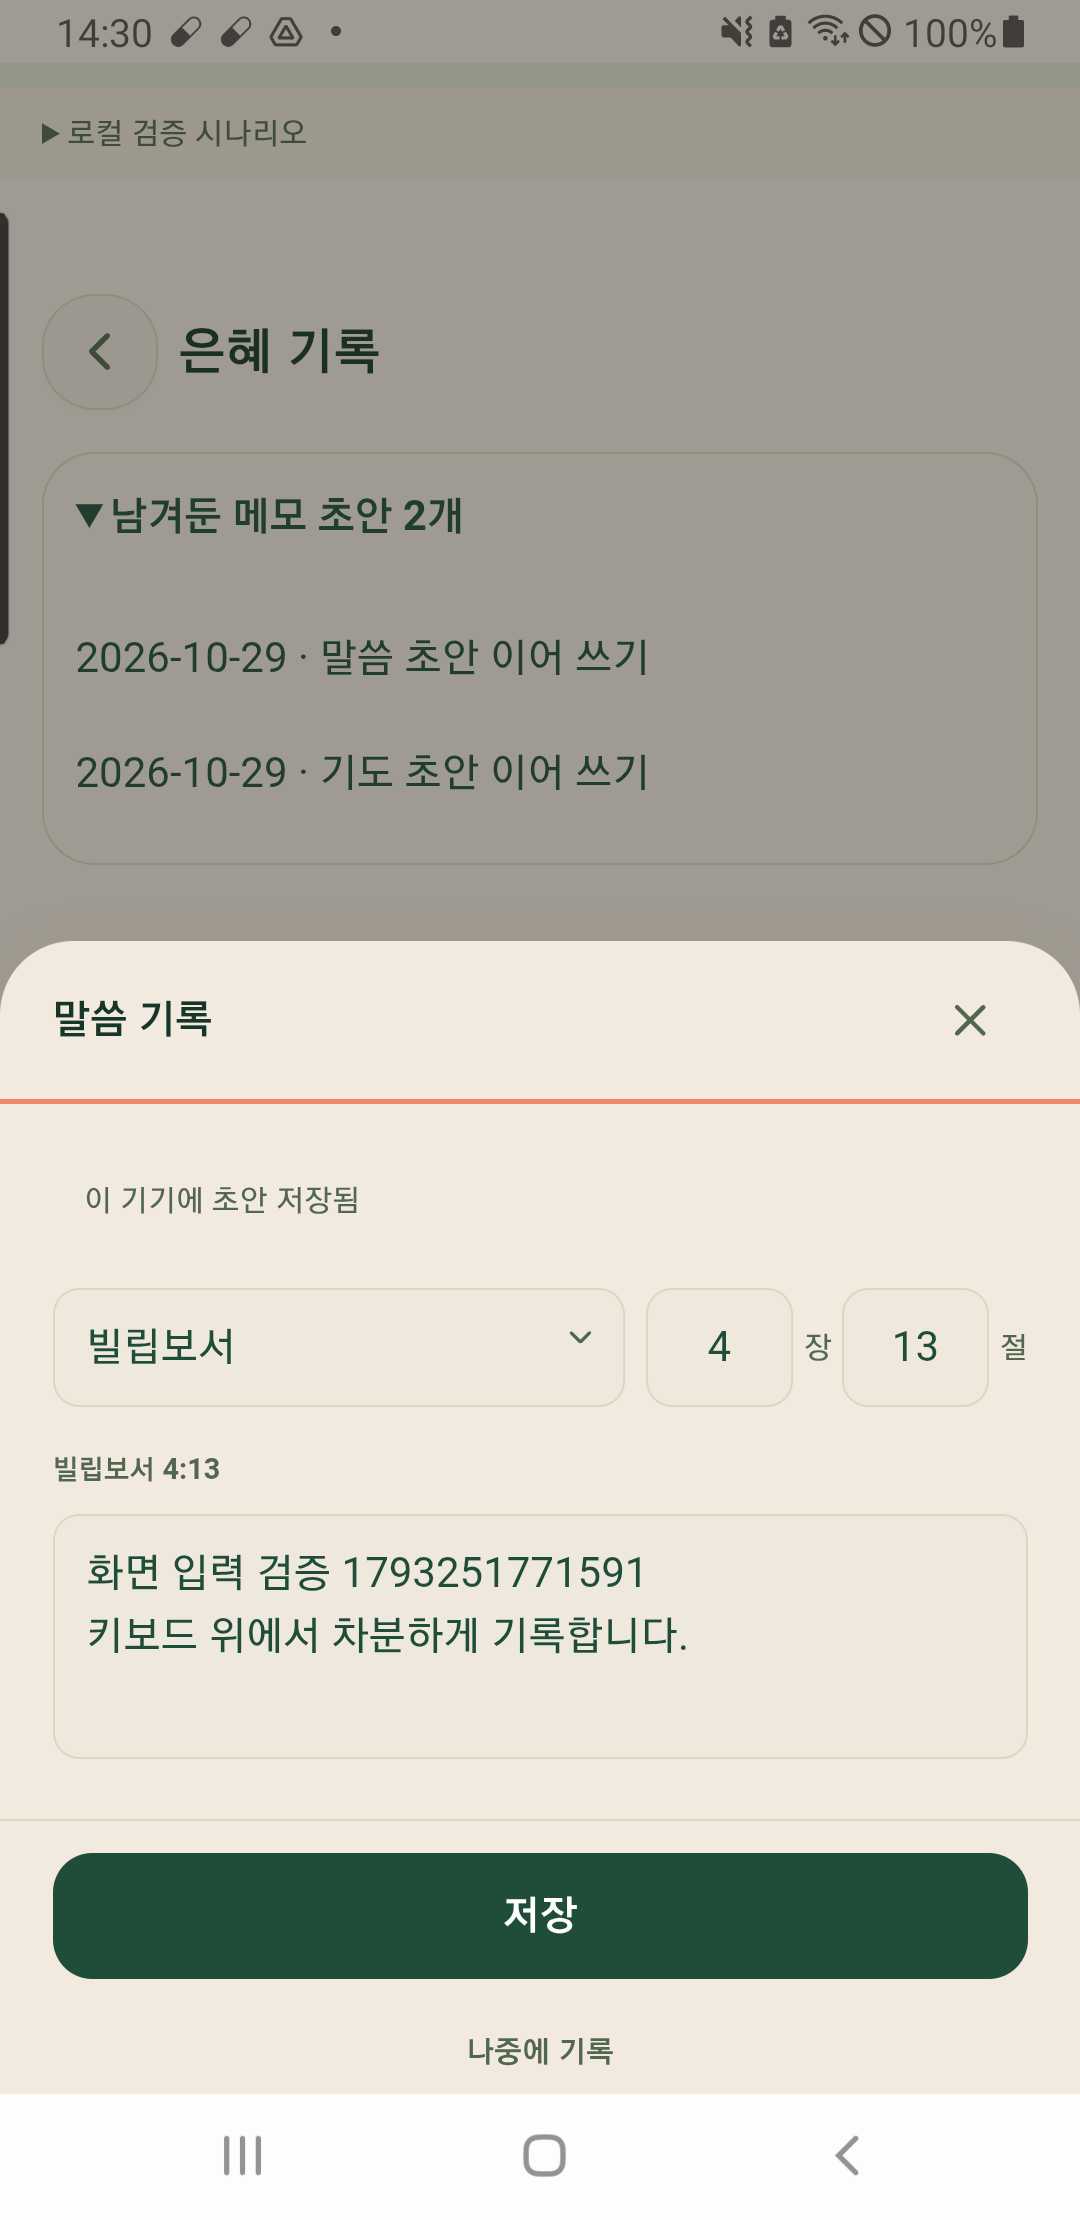 14:30
100%
▶ 로컬 검증 시나리오
은혜 기록
▼ 남겨둔 메모 초안 2개
2026-10-29 · 말씀 초안 이어 쓰기
2026-10-29 · 기도 초안 이어 쓰기
말씀 기록
이 기기에 초안 저장됨
빌립보서 4 장 13 절
빌립보서 4:13
화면 입력 검증 1793251771591
키보드 위에서 차분하게 기록합니다.
저장
나중에 기록